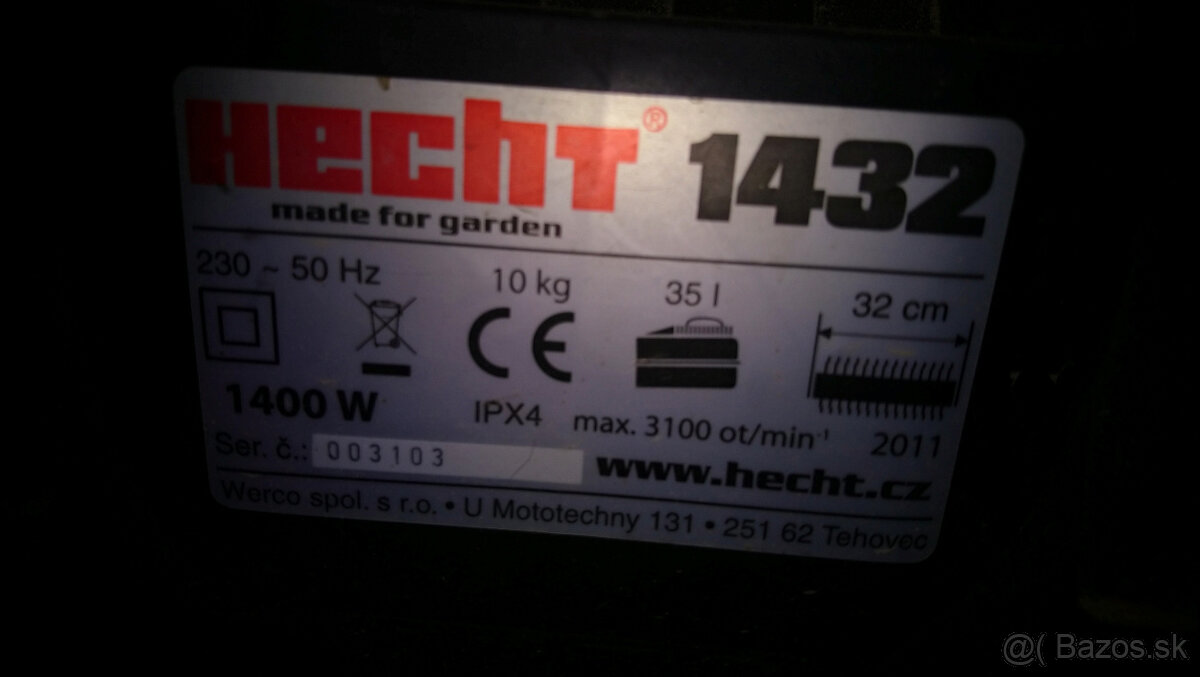 Hecht® 1432
made for garden
230 ~ 50 Hz 10 kg 35 l 32 cm
CE
1400 W IPX4 max. 3100 ot/min⁻¹ 2011
Ser. č.: 003103 www.hecht.cz
Werco spol. s r.o. • U Mototechny 131 • 251 62 Tehovec
@( Bazos.sk